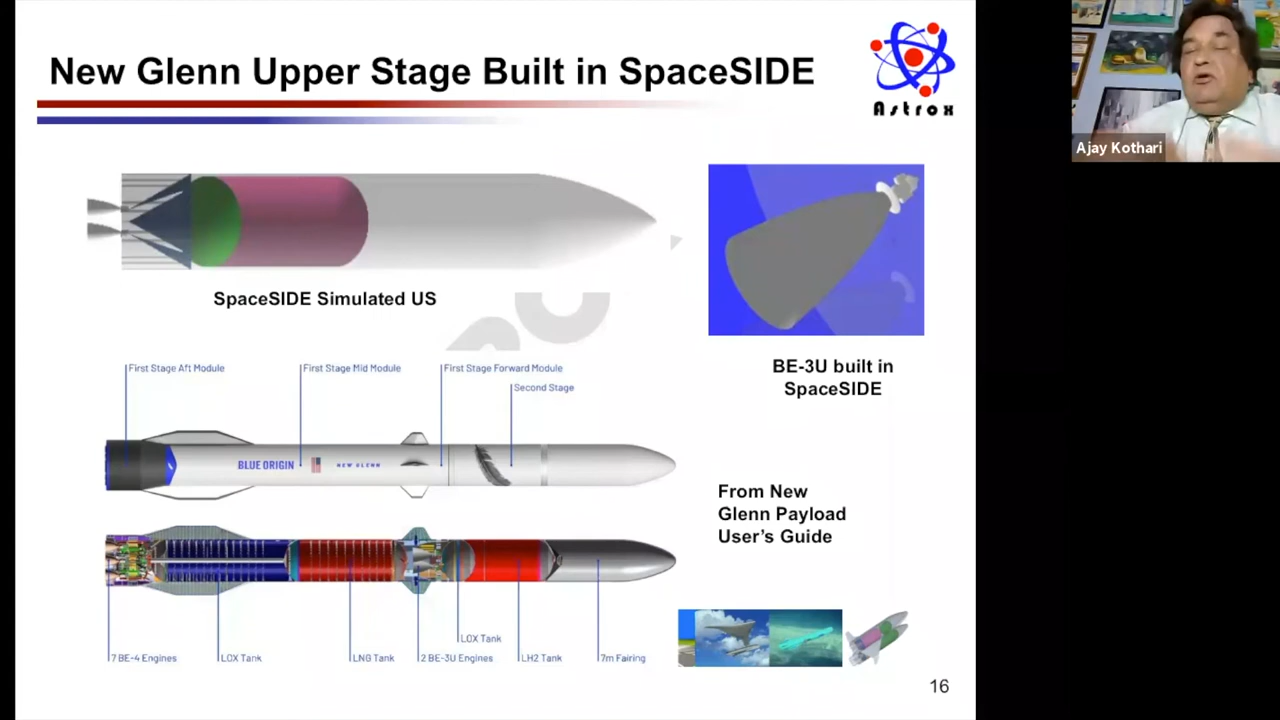 New Glenn Upper Stage Built in SpaceSIDE
Astrox
Ajay Kothari
SpaceSIDE Simulated US
BE-3U built in
SpaceSIDE
First Stage Aft Module
First Stage Mid Module
First Stage Forward Module
Second Stage
BLUE ORIGIN
NEW GLENN
From New
Glenn Payload
User's Guide
LOX Tank
7 BE-4 Engines
LOX Tank
LNG Tank
2 BE-3U Engines
LH2 Tank
7m Fairing
16